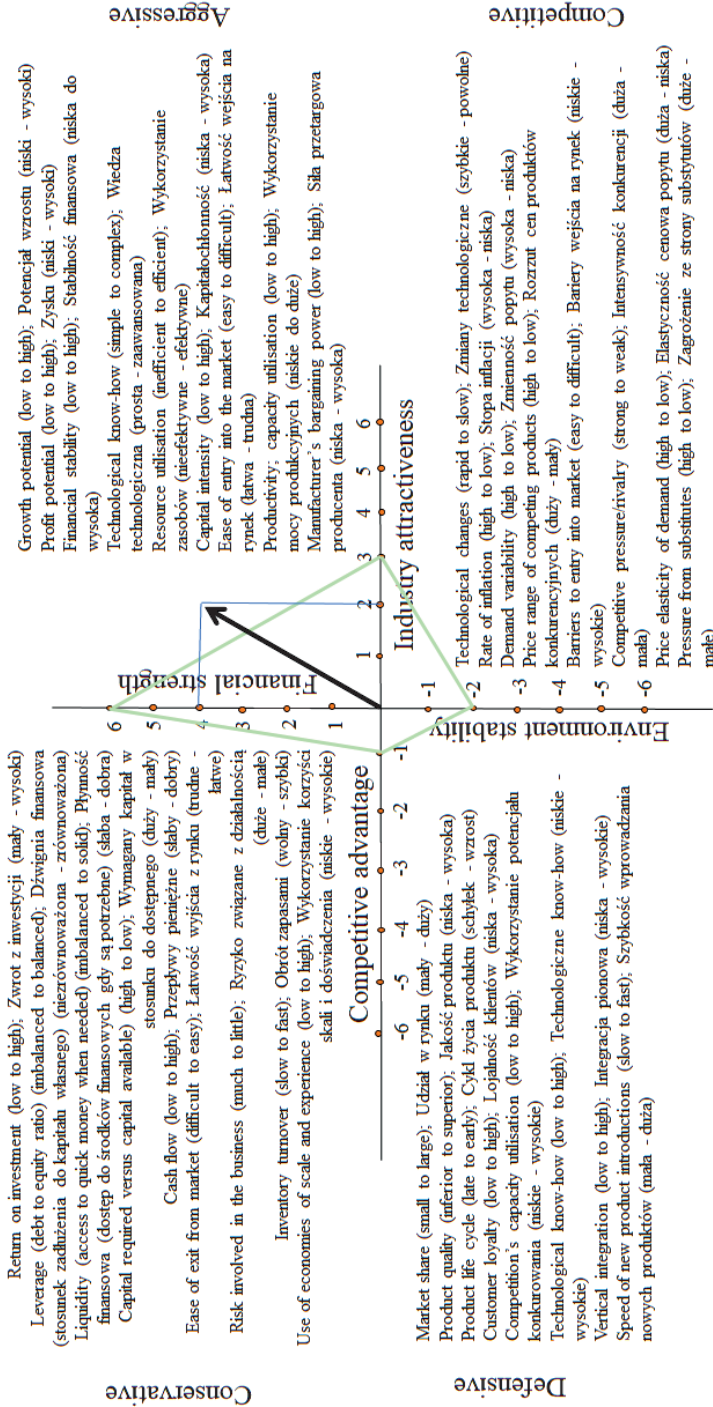 Conservative
Return on investment (low to high); Zwrot z inwestycji (mały - wysoki)
Leverage (debt to equity ratio) (imbalanced to balanced); Dźwignia finansowa
(stosunek zadłużenia do kapitału własnego) (niezrównoważona - zrównoważona)
Liquidity (access to quick money when needed) (imbalanced to solid); Płynność
finansowa (dostęp do środków finansowych gdy są potrzebne) (słaba - dobra)
Capital required versus capital available) (high to low); Wymagany kapitał w
stosunku do dostępnego (duży - mały)
Cash flow (low to high); Przepływy pieniężne (słaby - dobry)
Ease of exit from market (difficult to easy); Łatwość wyjścia z rynku (trudne -
łatwe)
Risk involved in the business (much to little); Ryzyko związane z działalnością
(duże - małe)
Inventory turnover (slow to fast); Obrót zapasami (wolny - szybki)
Use of economies of scale and experience (low to high); Wykorzystanie korzyści
skali i doświadczenia (niskie - wysokie)
Aggressive
Growth potential (low to high); Potencjał wzrostu (niski - wysoki)
Profit potential (low to high); Zysku (niski - wysoki)
Financial stability (low to high); Stabilność finansowa (niska do
wysoka)
Technological know-how (simple to complex); Wiedza
technologiczna (prosta - zaawansowana)
Resource utilisation (inefficient to efficient); Wykorzystanie
zasobów (nieefektywne - efektywne)
Capital intensity (low to high); Kapitałochłonność (niska - wysoka)
Ease of entry into the market (easy to difficult); Łatwość wejścia na
rynek (łatwa - trudna)
Productivity; capacity utilisation (low to high); Wykorzystanie
mocy produkcyjnych (niskie do duże)
Manufacturer's bargaining power (low to high); Siła przetargowa
producenta (niska - wysoka)
Financial strength
6
5
4
3
2
1
Competitive advantage
-6 -5 -4 -3 -2 -1
1 2 3 4 5 6
Industry attractiveness
-1
-2
-3
-4
-5
-6
Environment stability
Defensive
Market share (small to large); Udział w rynku (mały - duży)
Product quality (inferior to superior); Jakość produktu (niska - wysoka)
Product life cycle (late to early); Cykl życia produktu (schyłek - wzrost)
Customer loyalty (low to high); Lojalność klientów (niska - wysoka)
Competition's capacity utilisation (low to high); Wykorzystanie potencjału
konkurowania (niskie - wysokie)
Technological know-how (low to high); Technologiczne know-how (niskie -
wysokie)
Vertical integration (low to high); Integracja pionowa (niska - wysokie)
Speed of new product introductions (slow to fast); Szybkość wprowadzania
nowych produktów (mała - duża)
Competitive
Technological changes (rapid to slow); Zmiany technologiczne (szybkie - powolne)
Rate of inflation (high to low); Stopa inflacji (wysoka - niska)
Demand variability (high to low); Zmienność popytu (wysoka - niska)
Price range of competing products (high to low); Rozrzut cen produktów
konkurencyjnych (duży - mały)
Barriers to entry into market (easy to difficult); Bariery wejścia na rynek (niskie -
wysokie)
Competitive pressure/rivalry (strong to weak); Intensywność konkurencji (duża -
mała)
Price elasticity of demand (high to low); Elastyczność cenowa popytu (duża - niska)
Pressure from substitutes (high to low); Zagrożenie ze strony substytutów (duże -
małe)